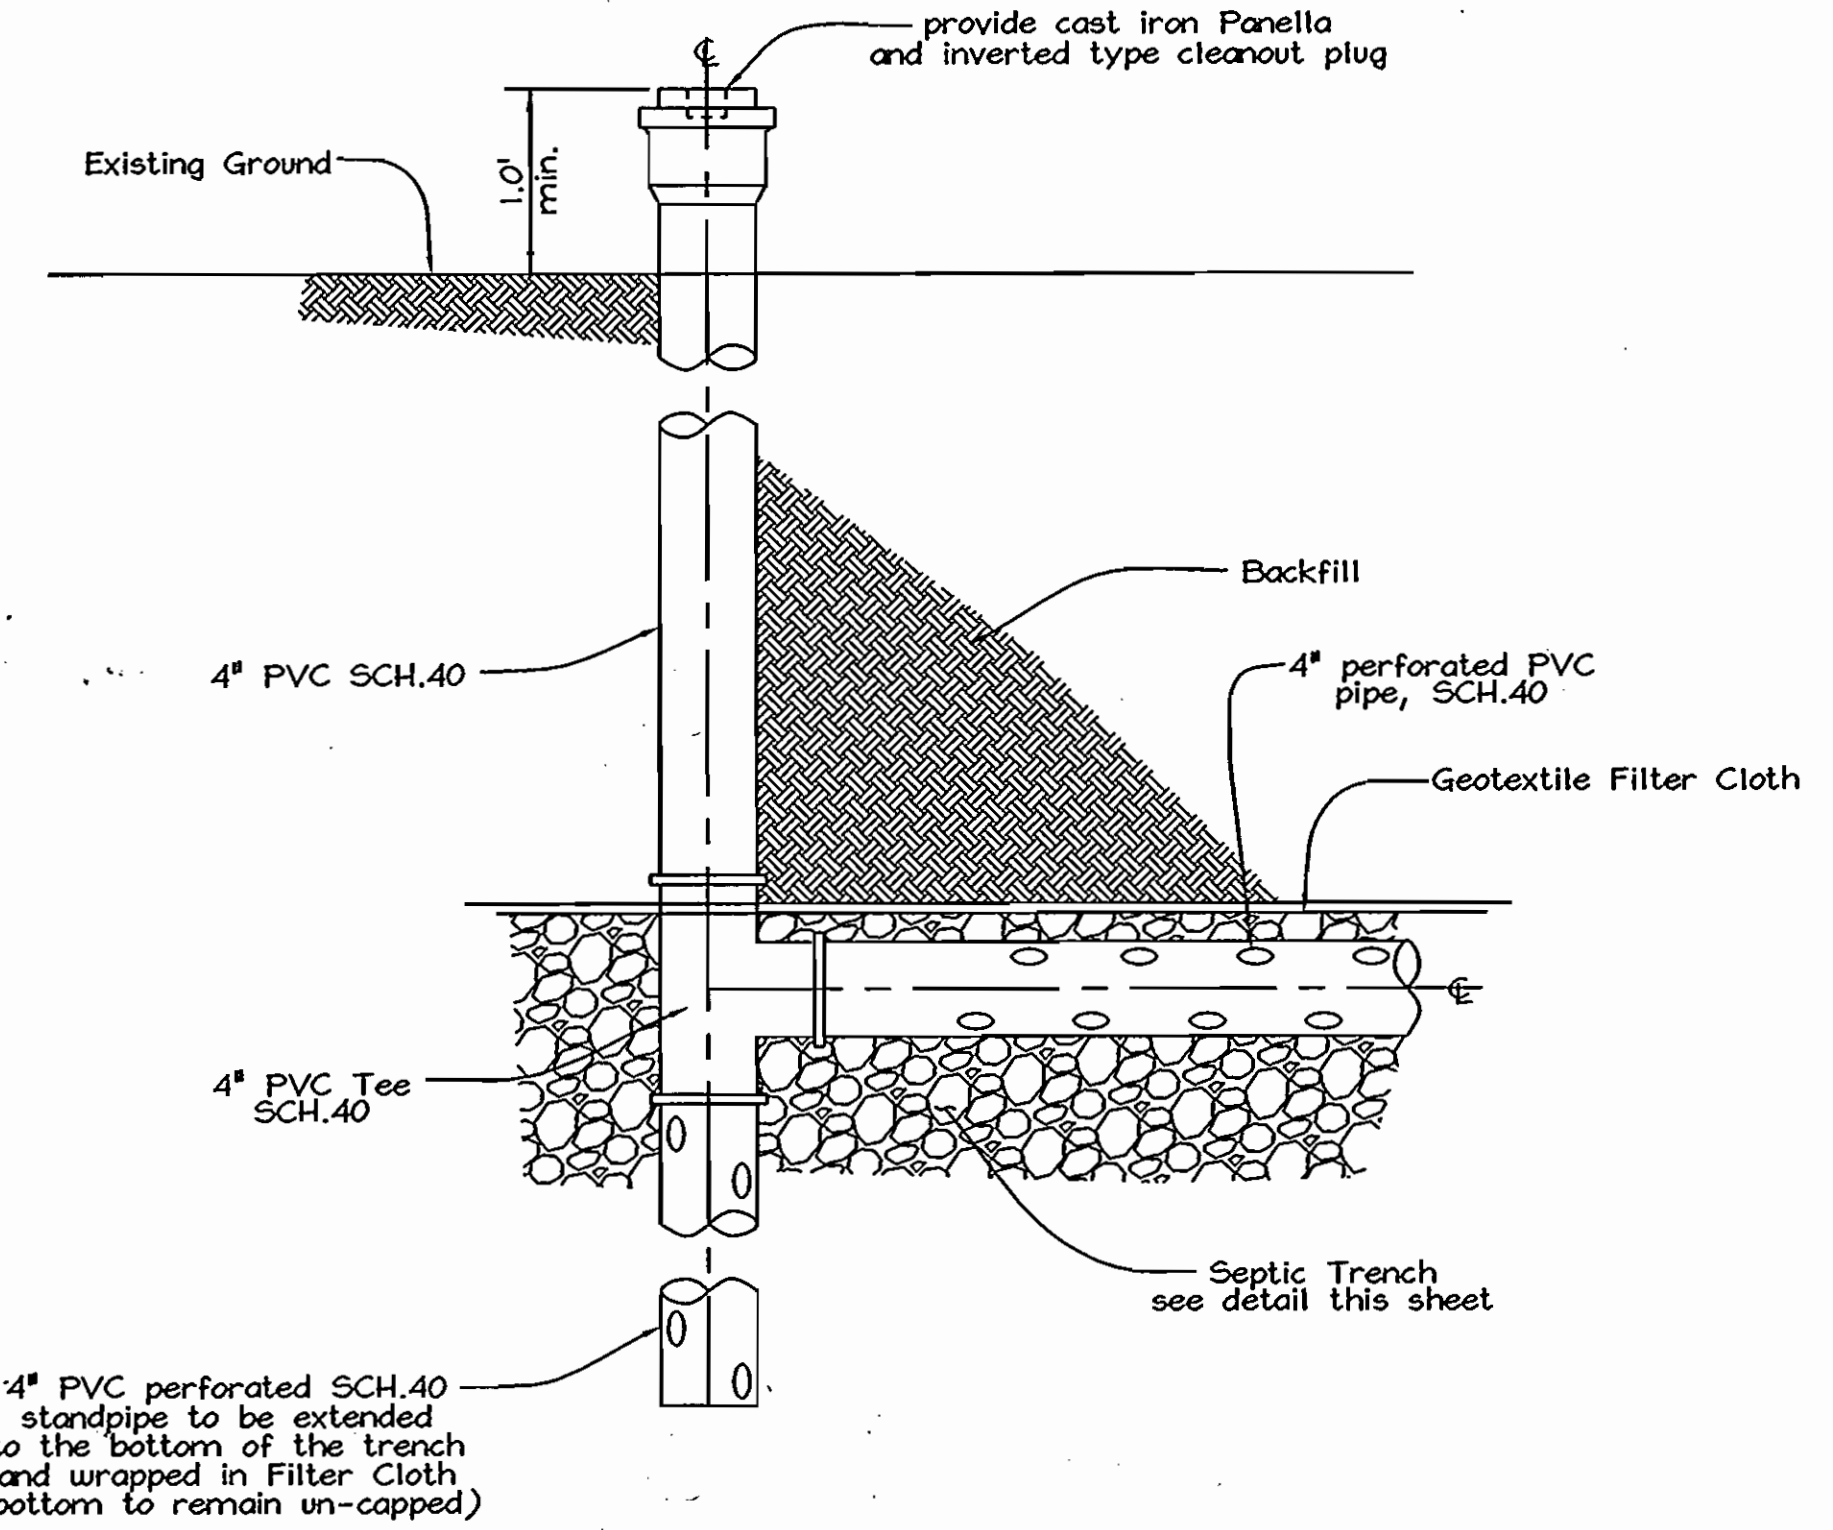 provide cast iron Panella
and inverted type cleanout plug
℄
Existing Ground
1.0'
min.
Backfill
4" PVC SCH.40
4" perforated PVC
pipe, SCH.40
Geotextile Filter Cloth
℄
4" PVC Tee
SCH.40
Septic Trench
see detail this sheet
4" PVC perforated SCH.40
standpipe to be extended
o the bottom of the trench
and wrapped in Filter Cloth
bottom to remain un-capped)